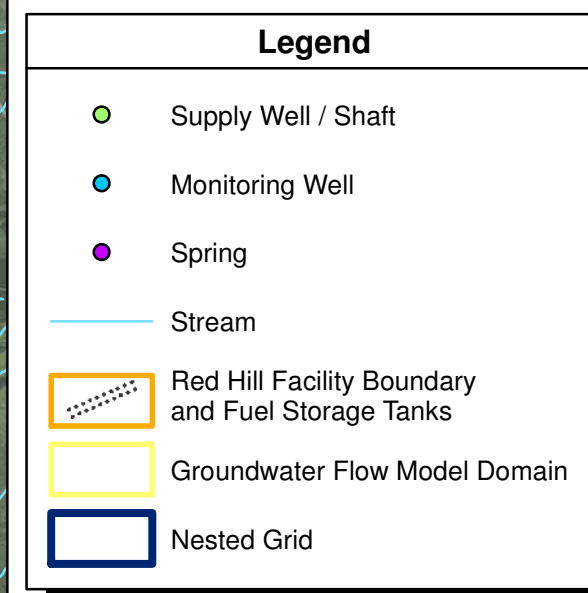 Legend
Supply Well / Shaft
Monitoring Well
Spring
Stream
Red Hill Facility Boundary
and Fuel Storage Tanks
Groundwater Flow Model Domain
Nested Grid